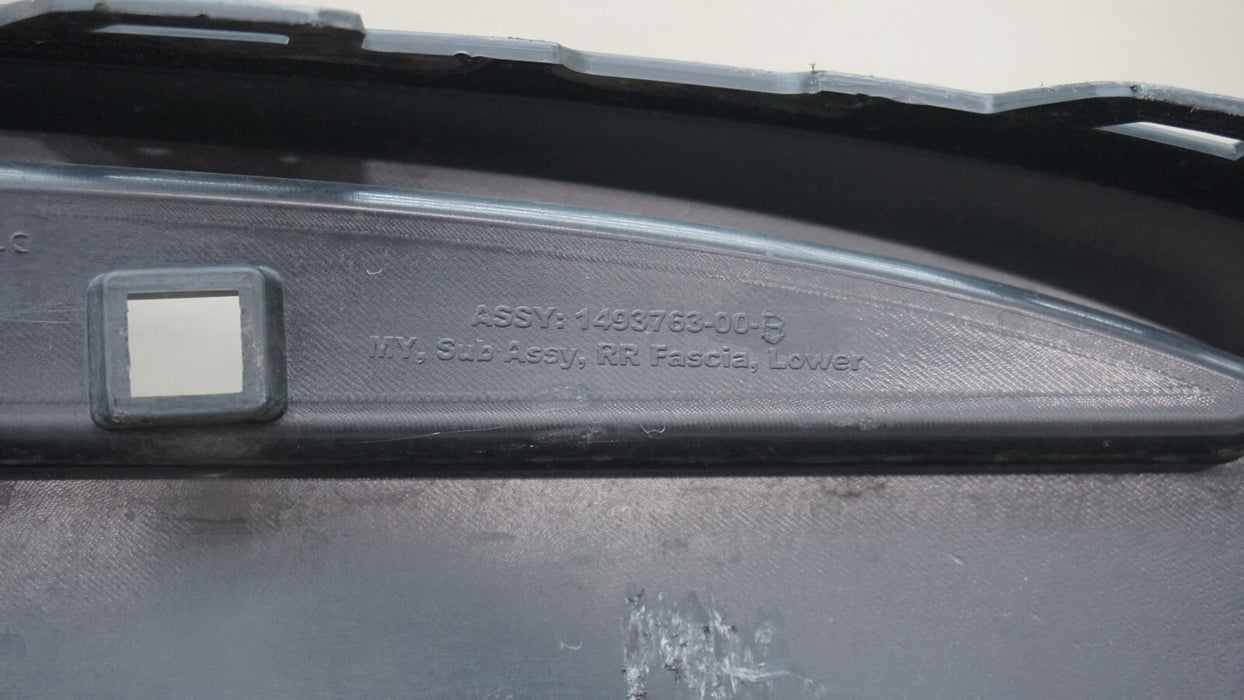 ASSY: 1493763-00-B
MY, Sub Assy, RR Fascia, Lower